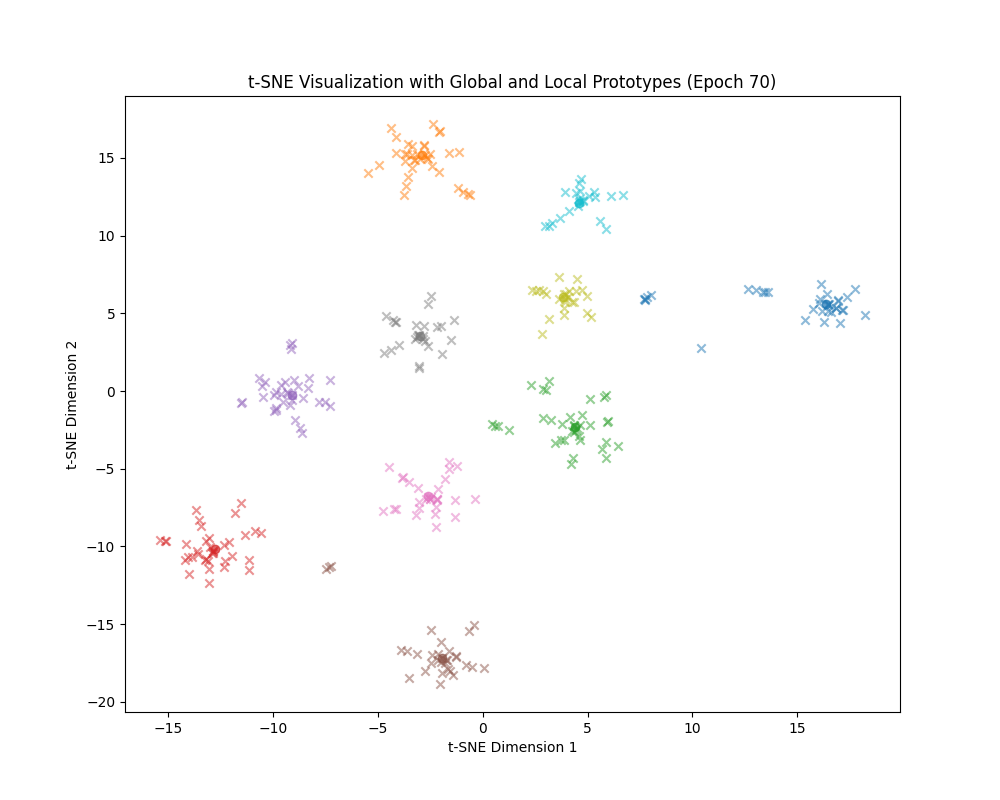 t-SNE Visualization with Global and Local Prototypes (Epoch 70)
t-SNE Dimension 2
15
10
5
0
−5
−10
−15
−20
−15 −10 −5 0 5 10 15
t-SNE Dimension 1